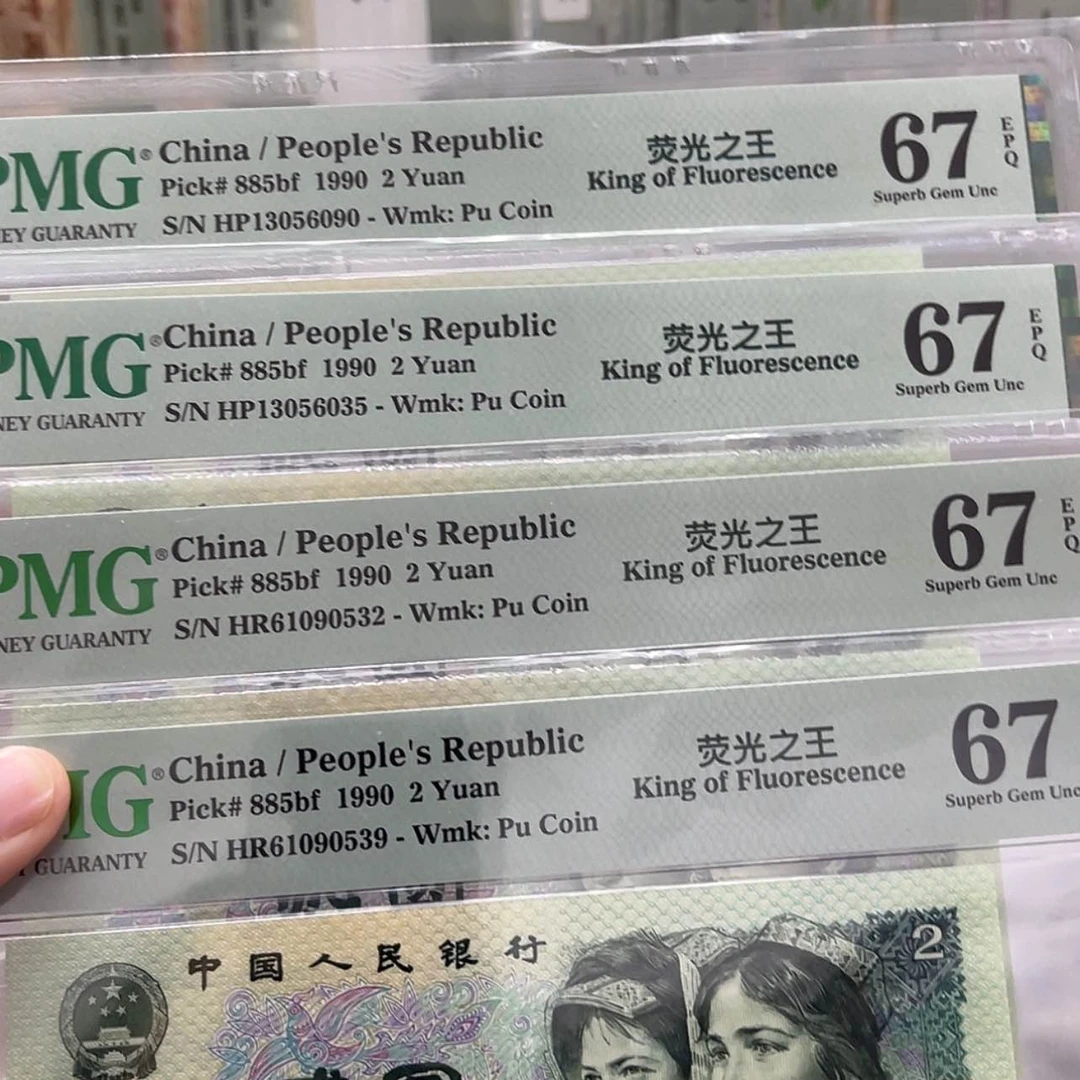 PMG® China / People's Republic 荧光之王 67 EPQ
Pick# 885bf 1990 2 Yuan King of Fluorescence Superb Gem Unc
EY GUARANTY S/N HP13056090 - Wmk: Pu Coin
PMG® China / People's Republic 荧光之王 67 EPQ
Pick# 885bf 1990 2 Yuan King of Fluorescence Superb Gem Unc
NEY GUARANTY S/N HP13056035 - Wmk: Pu Coin
PMG® China / People's Republic 荧光之王 67 EPQ
Pick# 885bf 1990 2 Yuan King of Fluorescence Superb Gem Unc
NEY GUARANTY S/N HR61090532 - Wmk: Pu Coin
MG® China / People's Republic 荧光之王 67
Pick# 885bf 1990 2 Yuan King of Fluorescence Superb Gem Unc
GUARANTY S/N HR61090539 - Wmk: Pu Coin
中国人民银行 2